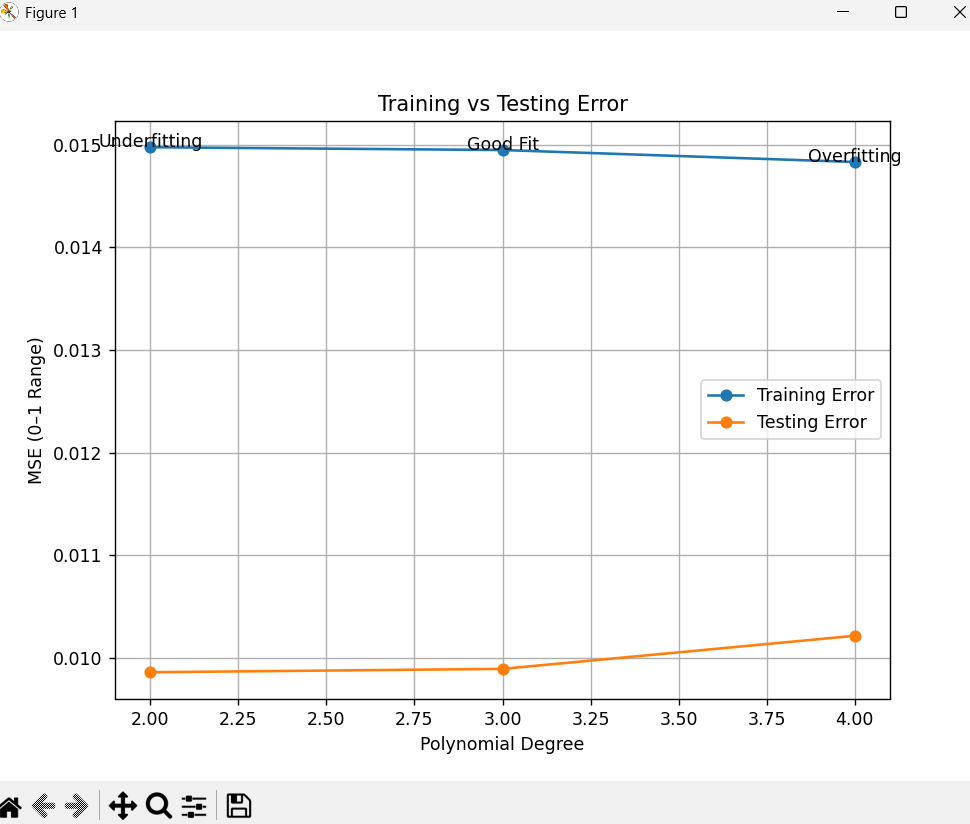 Figure 1
Training vs Testing Error
Underfitting
Good Fit
Overfitting
0.015
0.014
0.013
0.012
0.011
0.010
MSE (0–1 Range)
Training Error
Testing Error
2.00 2.25 2.50 2.75 3.00 3.25 3.50 3.75 4.00
Polynomial Degree